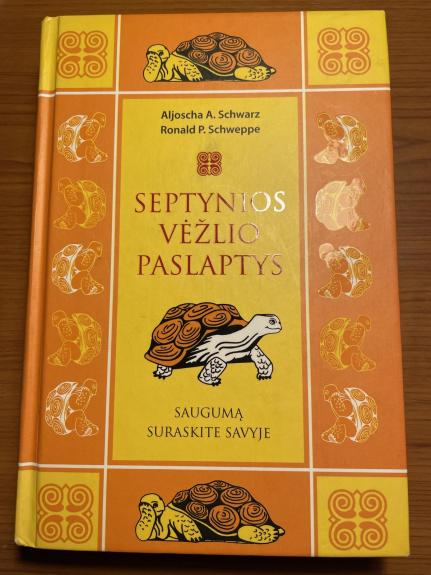 Aljoscha A. Schwarz
Ronald P. Schweppe
SEPTYNIOS
VĖŽLIO
PASLAPTYS
SAUGUMĄ
SURASKITE SAVYJE